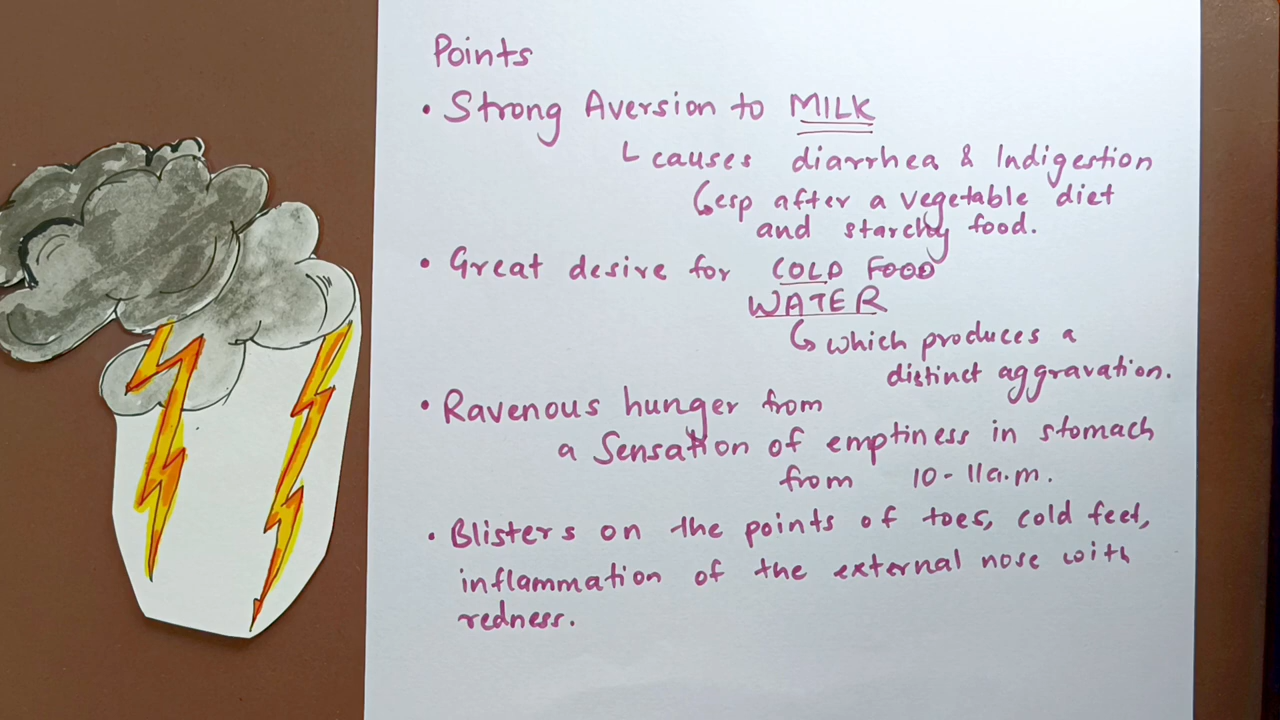 Points
• Strong Aversion to MILK
causes diarrhea & Indigestion
esp after a vegetable diet
and starchy food.
• Great desire for COLD FOOD
WATER
which produces a
distinct aggravation.
• Ravenous hunger from
a Sensation of emptiness in stomach
from 10-11a.m.
• Blisters on the points of toes, cold feet,
inflammation of the external nose with
redness.